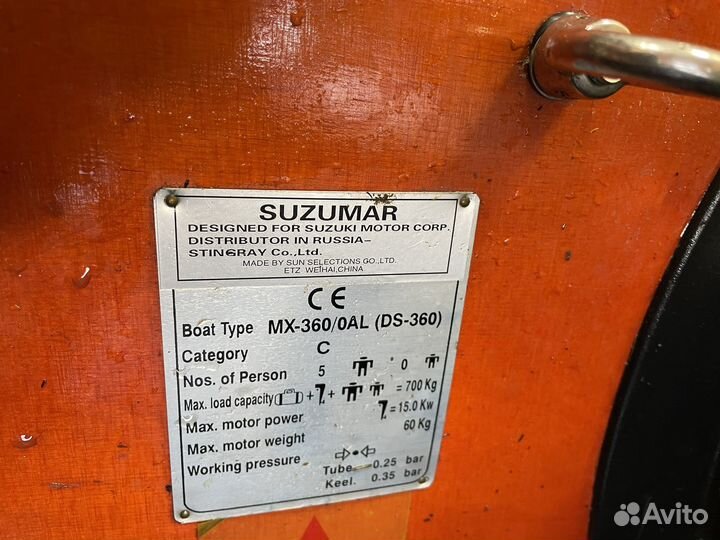 SUZUMAR
DESIGNED FOR SUZUKI MOTOR CORP.
DISTRIBUTOR IN RUSSIA–
STINGRAY Co.,Ltd.
MADE BY SUN SELECTIONS GO.,LTD.
ETZ WEIHAI,CHINA
CE
Boat Type MX-360/0AL (DS-360)
Category C
Nos. of Person 5 0
Max. load capacity + + = 700 Kg
Max. motor power = 15.0 Kw
Max. motor weight 60 Kg
Working pressure
Tube 0.25 bar
Keel. 0.35 bar
Avito